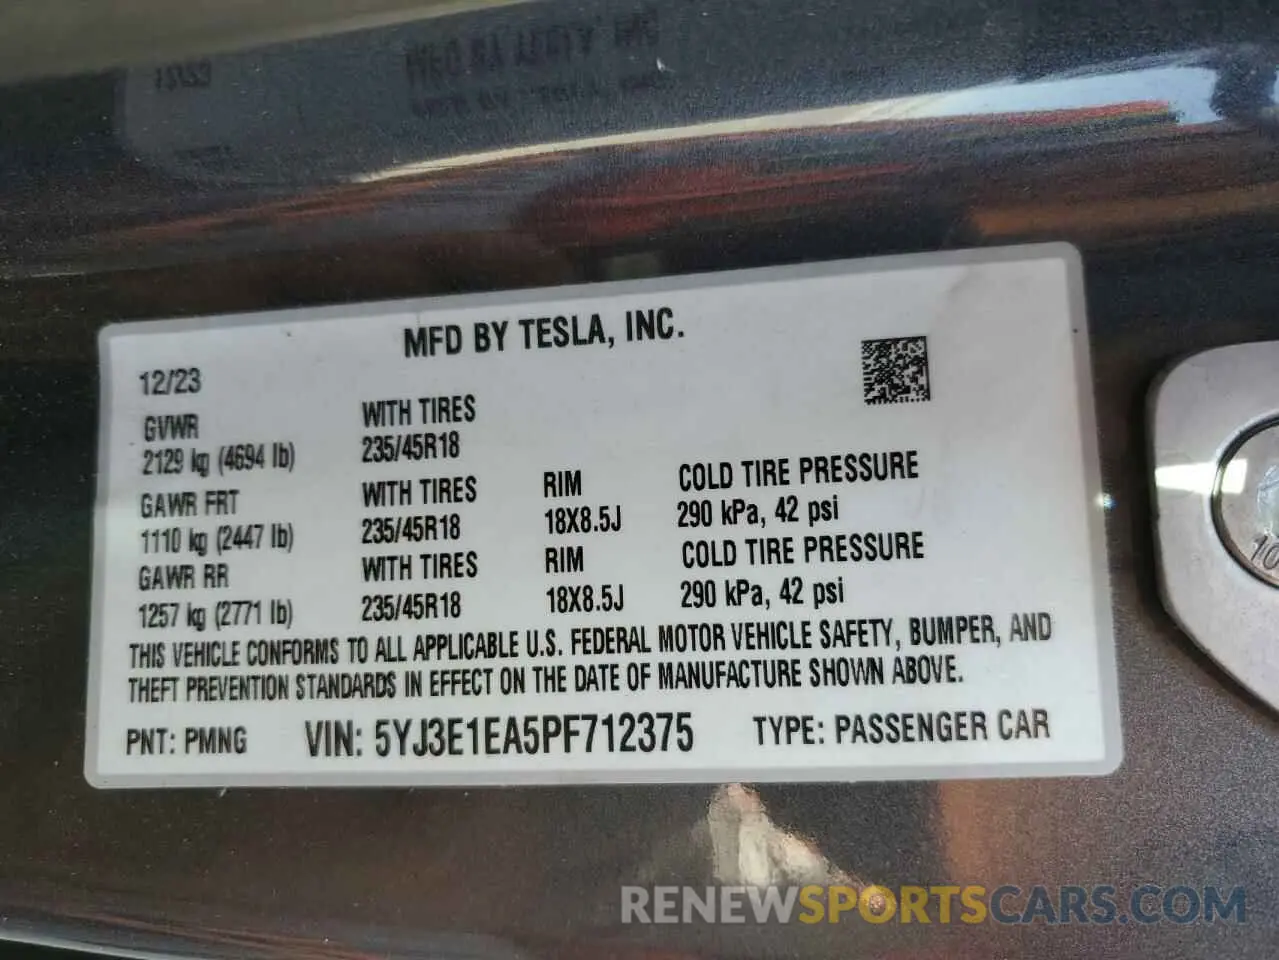 MFD BY TESLA, INC.
12/23
GVWR
2129 kg (4694 lb)
WITH TIRES
235/45R18
GAWR FRT
1110 kg (2447 lb)
WITH TIRES
235/45R18
RIM
18X8.5J
COLD TIRE PRESSURE
290 kPa, 42 psi
GAWR RR
1257 kg (2771 lb)
WITH TIRES
235/45R18
RIM
18X8.5J
COLD TIRE PRESSURE
290 kPa, 42 psi
THIS VEHICLE CONFORMS TO ALL APPLICABLE U.S. FEDERAL MOTOR VEHICLE SAFETY, BUMPER, AND
THEFT PREVENTION STANDARDS IN EFFECT ON THE DATE OF MANUFACTURE SHOWN ABOVE.
PNT: PMNG VIN: 5YJ3E1EA5PF712375 TYPE: PASSENGER CAR
RENEWSPORTSCARS.COM